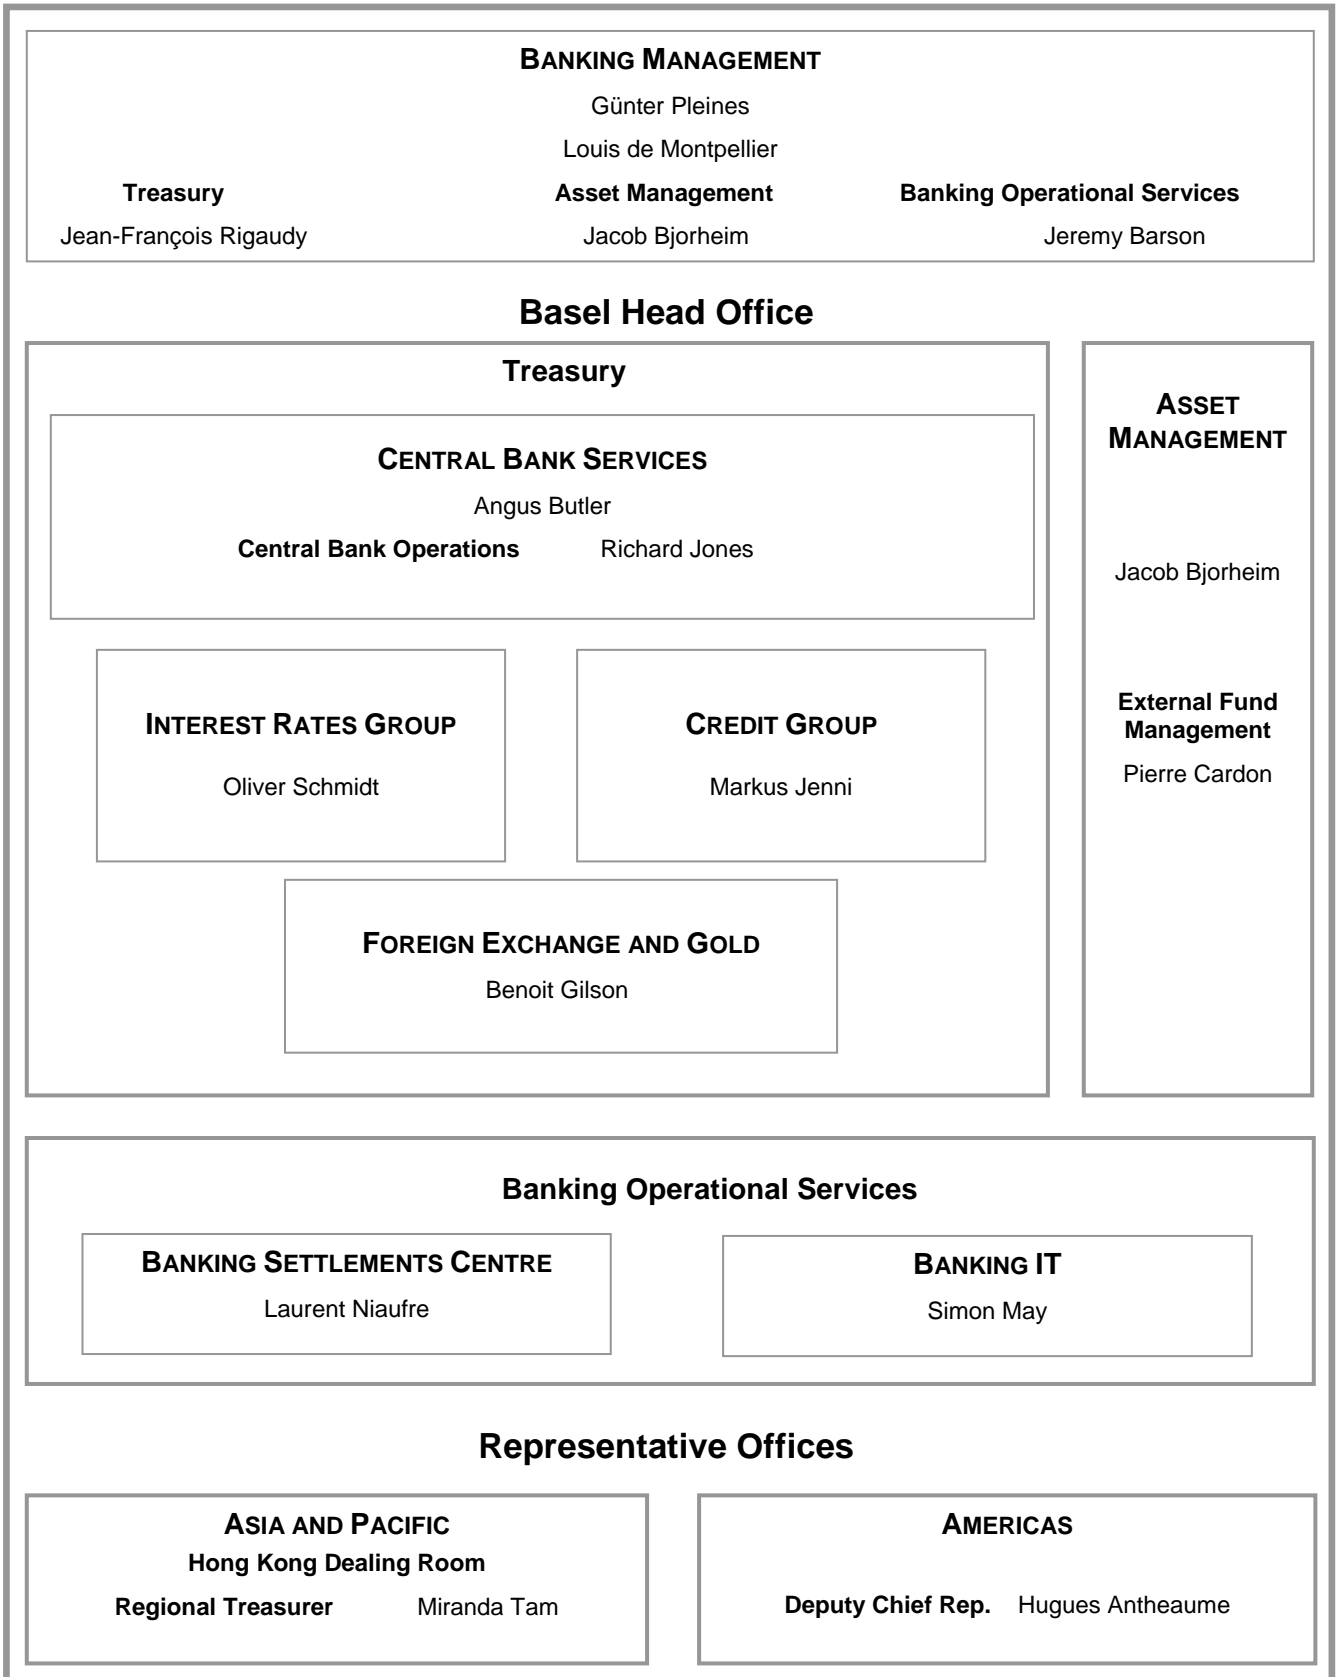 BANKING MANAGEMENT
Günter Pleines
Louis de Montpellier
Treasury Asset Management Banking Operational Services
Jean-François Rigaudy Jacob Bjorheim Jeremy Barson
Basel Head Office
Treasury
CENTRAL BANK SERVICES
Angus Butler
Central Bank Operations Richard Jones
INTEREST RATES GROUP
Oliver Schmidt
CREDIT GROUP
Markus Jenni
FOREIGN EXCHANGE AND GOLD
Benoit Gilson
ASSET
MANAGEMENT
Jacob Bjorheim
External Fund
Management
Pierre Cardon
Banking Operational Services
BANKING SETTLEMENTS CENTRE
Laurent Niaufre
BANKING IT
Simon May
Representative Offices
ASIA AND PACIFIC
Hong Kong Dealing Room
Regional Treasurer Miranda Tam
AMERICAS
Deputy Chief Rep. Hugues Antheaume